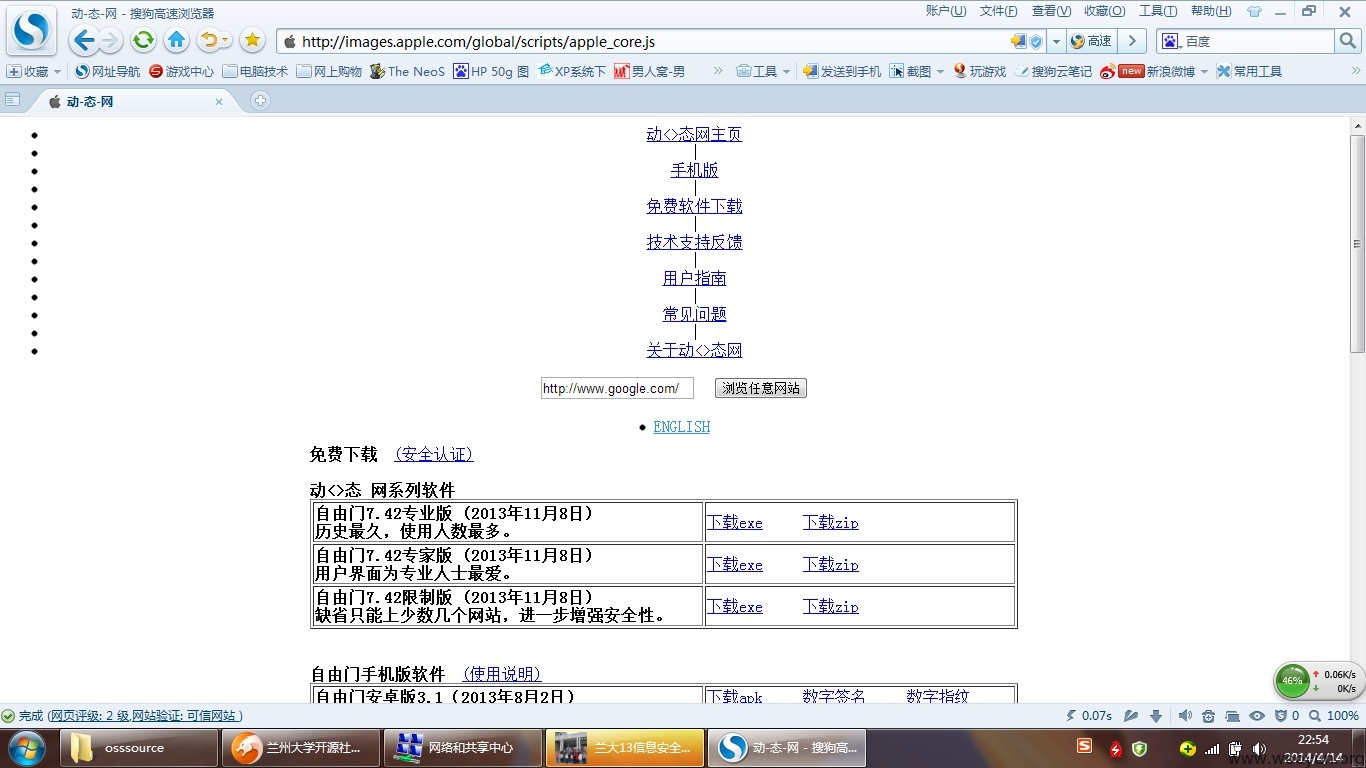 动-态-网 - 搜狗高速浏览器
账户(U) 文件(F) 查看(V) 收藏(O) 工具(T) 帮助(H)
http://images.apple.com/global/scripts/apple_core.js
高速
百度
收藏 网址导航 游戏中心 电脑技术 网上购物 The NeoS HP 50g 图 XP系统下 男人窝-男 » 工具 发送到手机 截图 玩游戏 搜狗云笔记 new 新浪微博 常用工具 »
动-态-网
动<>态网主页
|
手机版
|
免费软件下载
|
技术支持反馈
|
用户指南
|
常见问题
|
关于动<>态网
http://www.google.com/ 浏览任意网站
• ENGLISH
免费下载 (安全认证)
动<>态 网系列软件
自由门7.42专业版 (2013年11月8日)
历史最久，使用人数最多。
下载exe 下载zip
自由门7.42专家版 (2013年11月8日)
用户界面为专业人士最爱。
下载exe 下载zip
自由门7.42限制版 (2013年11月8日)
缺省只能上少数几个网站，进一步增强安全性。
下载exe 下载zip
自由门手机版软件 (使用说明)
自由门安卓版3.1 (2013年8月2日)
下载apk 数字签名 数字指纹
46% 0.06K/s
0K/s
完成 (网页评级: 2 级,网站验证: 可信网站 )
0.07s 0 100%
osssource
兰州大学开源社...
网络和共享中心
兰大13信息安全...
动-态-网 - 搜狗高...
22:54
2014/4/14